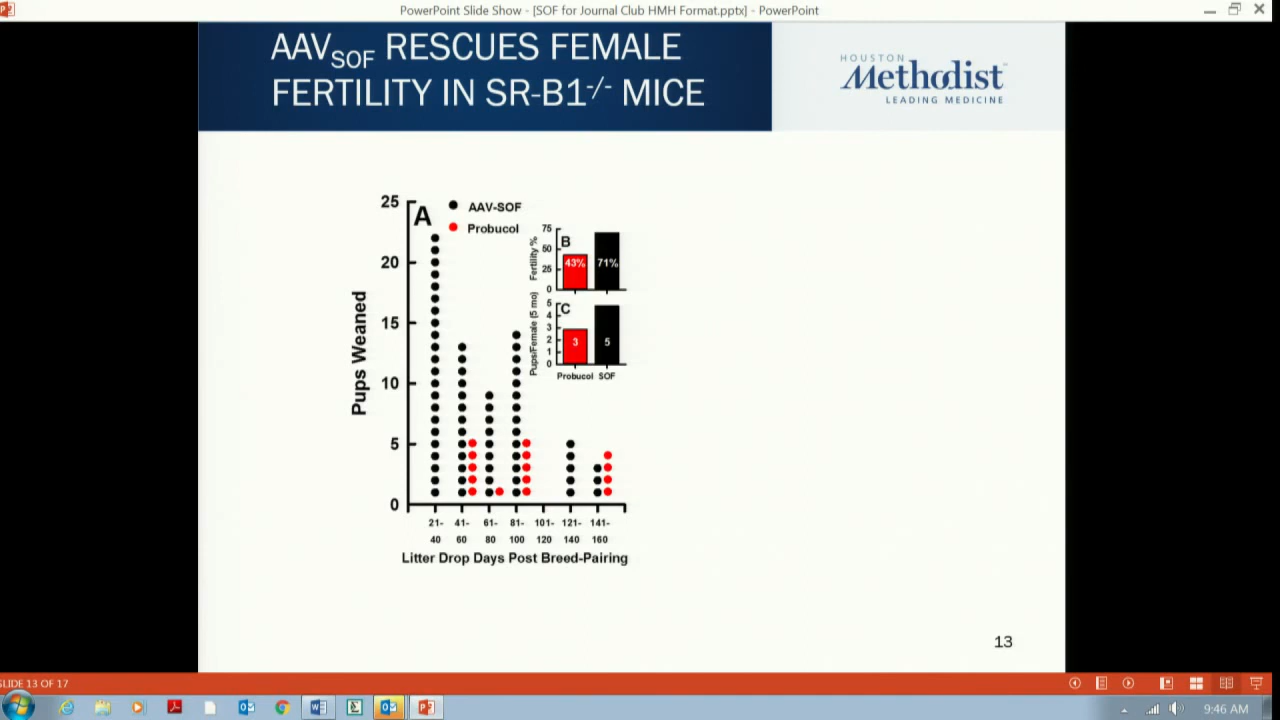 PowerPoint Slide Show - [SOF for Journal Club HMH Format.pptx] - PowerPoint
AAVSOF RESCUES FEMALE
FERTILITY IN SR-B1-/- MICE
HOUSTON
Methodist
LEADING MEDICINE
A
AAV-SOF
Probucol
Pups Weaned
25
20
15
10
5
0
B
Fertility %
75
50
25
0
43%
71%
C
Pups/Female (5 mo)
5
4
3
2
1
0
3
5
Probucol SOF
21- 41- 61- 81- 101- 121- 141-
40 60 80 100 120 140 160
Litter Drop Days Post Breed-Pairing
13
SLIDE 13 OF 17
9:46 AM